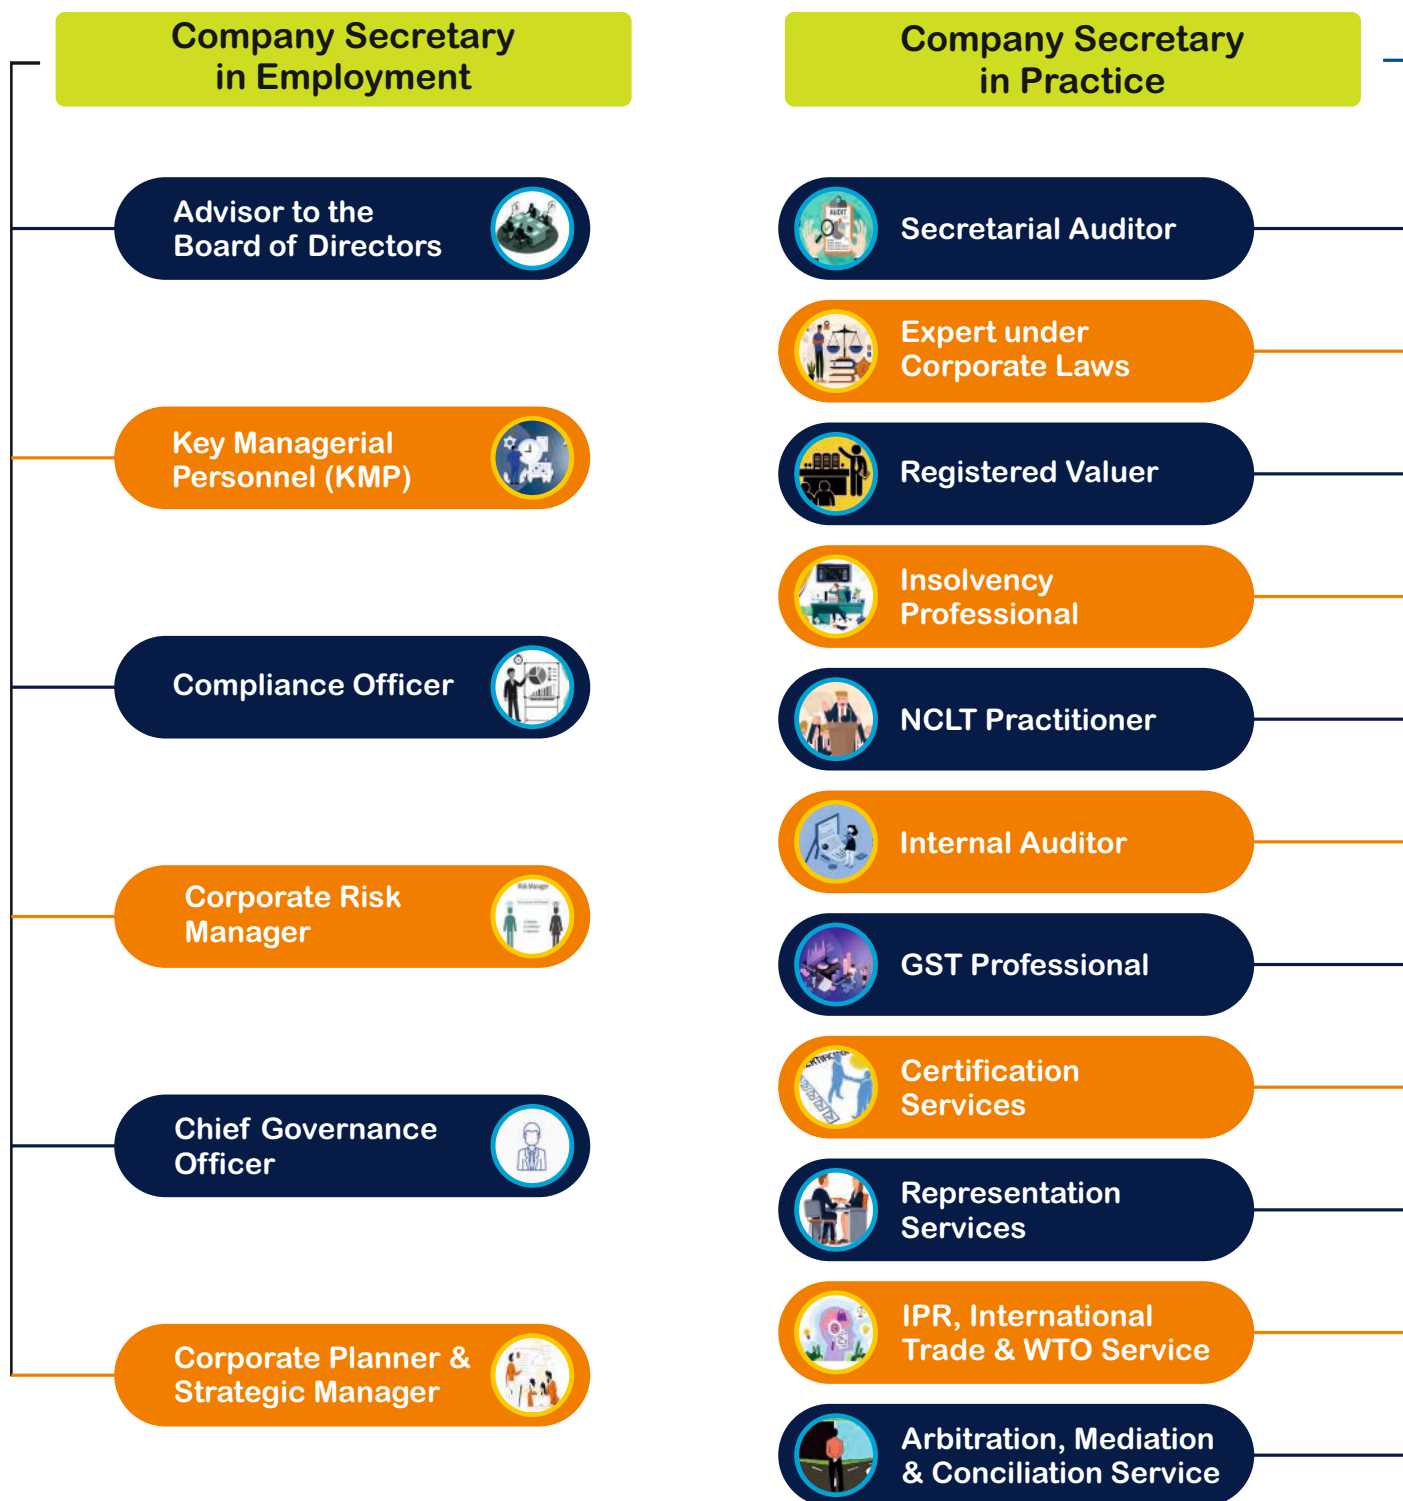 Company Secretary
in Employment
Advisor to the
Board of Directors
Key Managerial
Personnel (KMP)
Compliance Officer
Corporate Risk
Manager
Risk Manager
Chief Governance
Officer
Corporate Planner &
Strategic Manager
Company Secretary
in Practice
AUDIT
Secretarial Auditor
Expert under
Corporate Laws
Registered Valuer
Insolvency
Professional
NCLT Practitioner
Internal Auditor
GST Professional
Certification
Services
Representation
Services
IPR, International
Trade & WTO Service
Arbitration, Mediation
& Conciliation Service